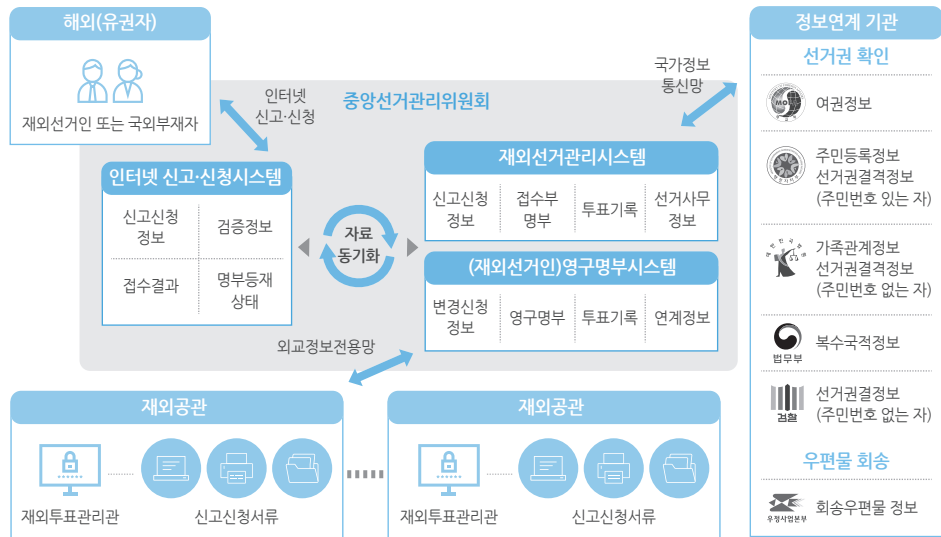 해외(유권자)
재외선거인 또는 국외부재자
인터넷
신고·신청
중앙선거관리위원회
국가정보
통신망
인터넷 신고·신청시스템
신고신청
정보
검증정보
접수결과
명부등재
상태
자료
동기화
재외선거관리시스템
신고신청
정보
접수부
명부
투표기록
선거사무
정보
(재외선거인)영구명부시스템
변경신청
정보
영구명부
투표기록
연계정보
외교정보전용망
재외공관
재외투표관리관
신고신청서류
재외공관
재외투표관리관
신고신청서류
정보연계 기관
선거권 확인
여권정보
주민등록정보
선거권결격정보
(주민번호 있는 자)
가족관계정보
선거권결격정보
(주민번호 없는 자)
법무부
복수국적정보
검찰
선거권결정보
(주민번호 없는 자)
우편물 회송
우정사업본부
회송우편물 정보